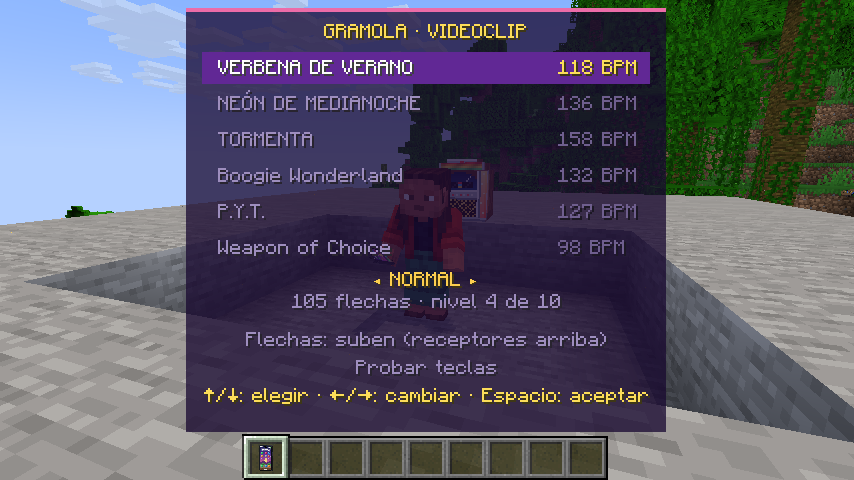 GRAMOLA · VIDEOCLIP
VERBENA DE VERANO 118 BPM
NEÓN DE MEDIANOCHE 136 BPM
TORMENTA 158 BPM
Boogie Wonderland 132 BPM
P.Y.T. 127 BPM
Weapon of Choice 98 BPM
◂ NORMAL ▸
105 flechas · nivel 4 de 10
Flechas: suben (receptores arriba)
Probar teclas
↑/↓: elegir · ←/→: cambiar · Espacio: aceptar